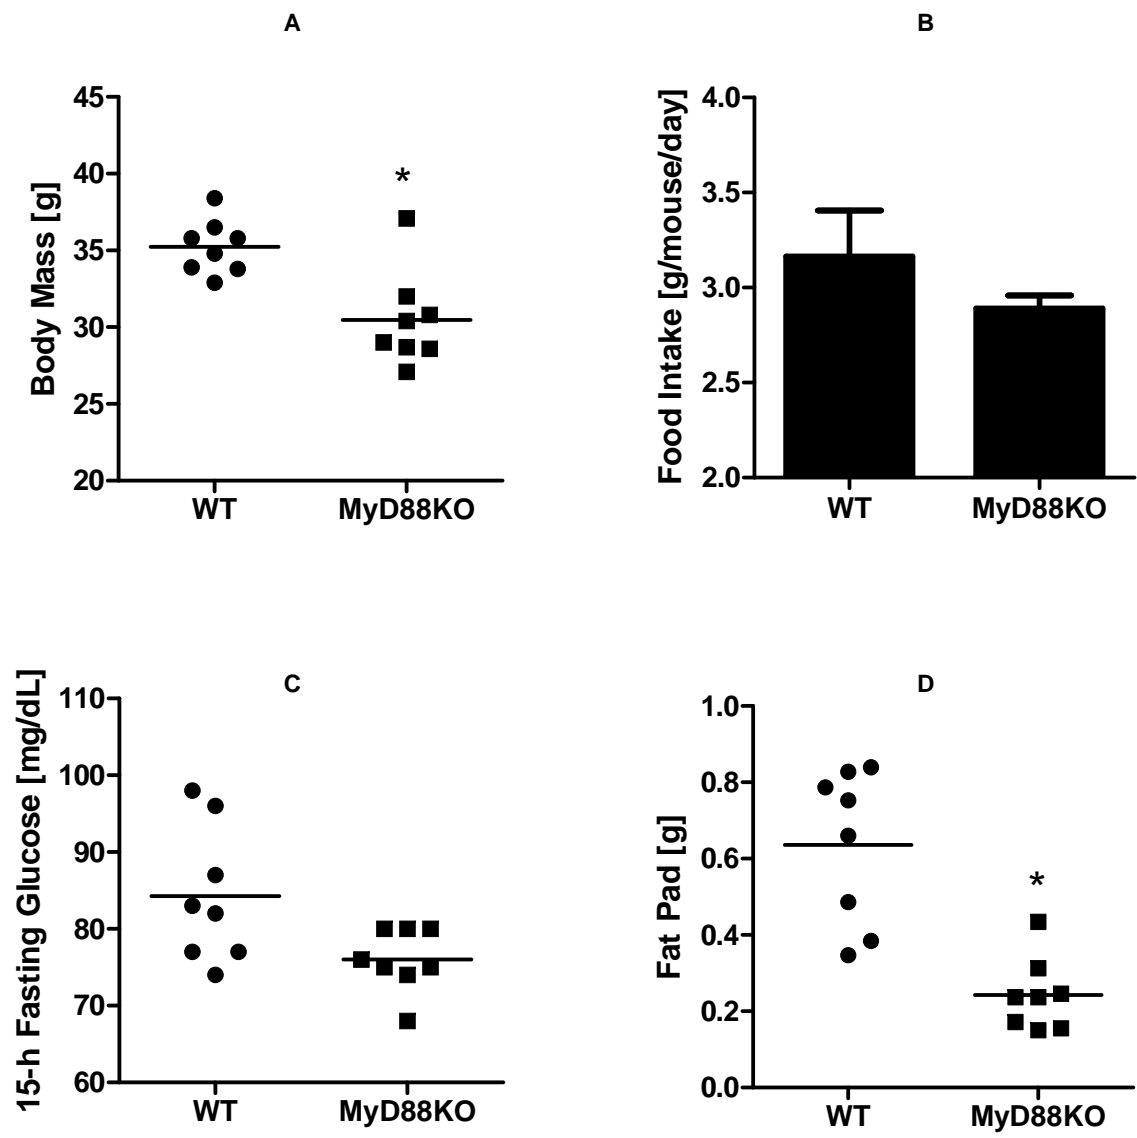 A
Body Mass [g]
45
40
35
30
25
20
*
WT MyD88KO
B
Food Intake [g/mouse/day]
4.0
3.5
3.0
2.5
2.0
WT MyD88KO
C
15-h Fasting Glucose [mg/dL]
110
100
90
80
70
60
WT MyD88KO
D
Fat Pad [g]
1.0
0.8
0.6
0.4
0.2
0.0
*
WT MyD88KO